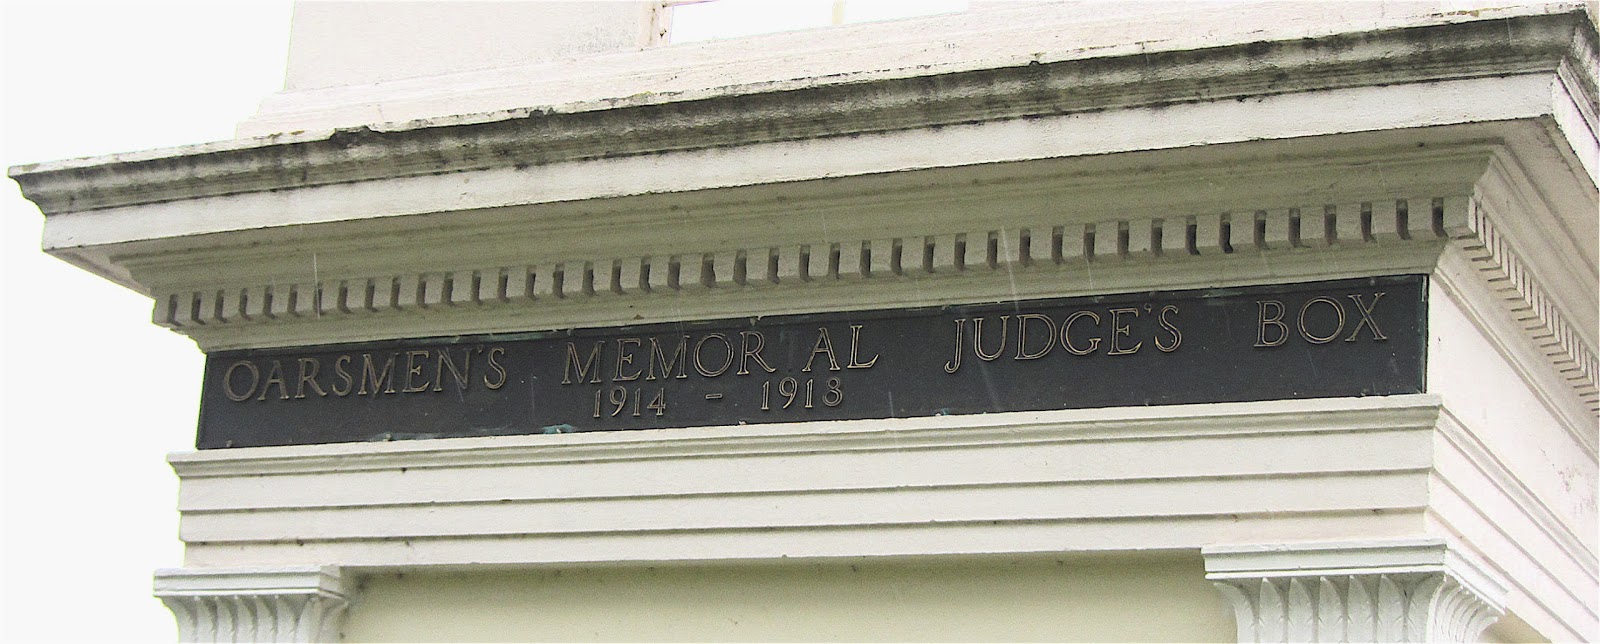 OARSMEN'S MEMORIAL JUDGE'S BOX
1914 - 1918